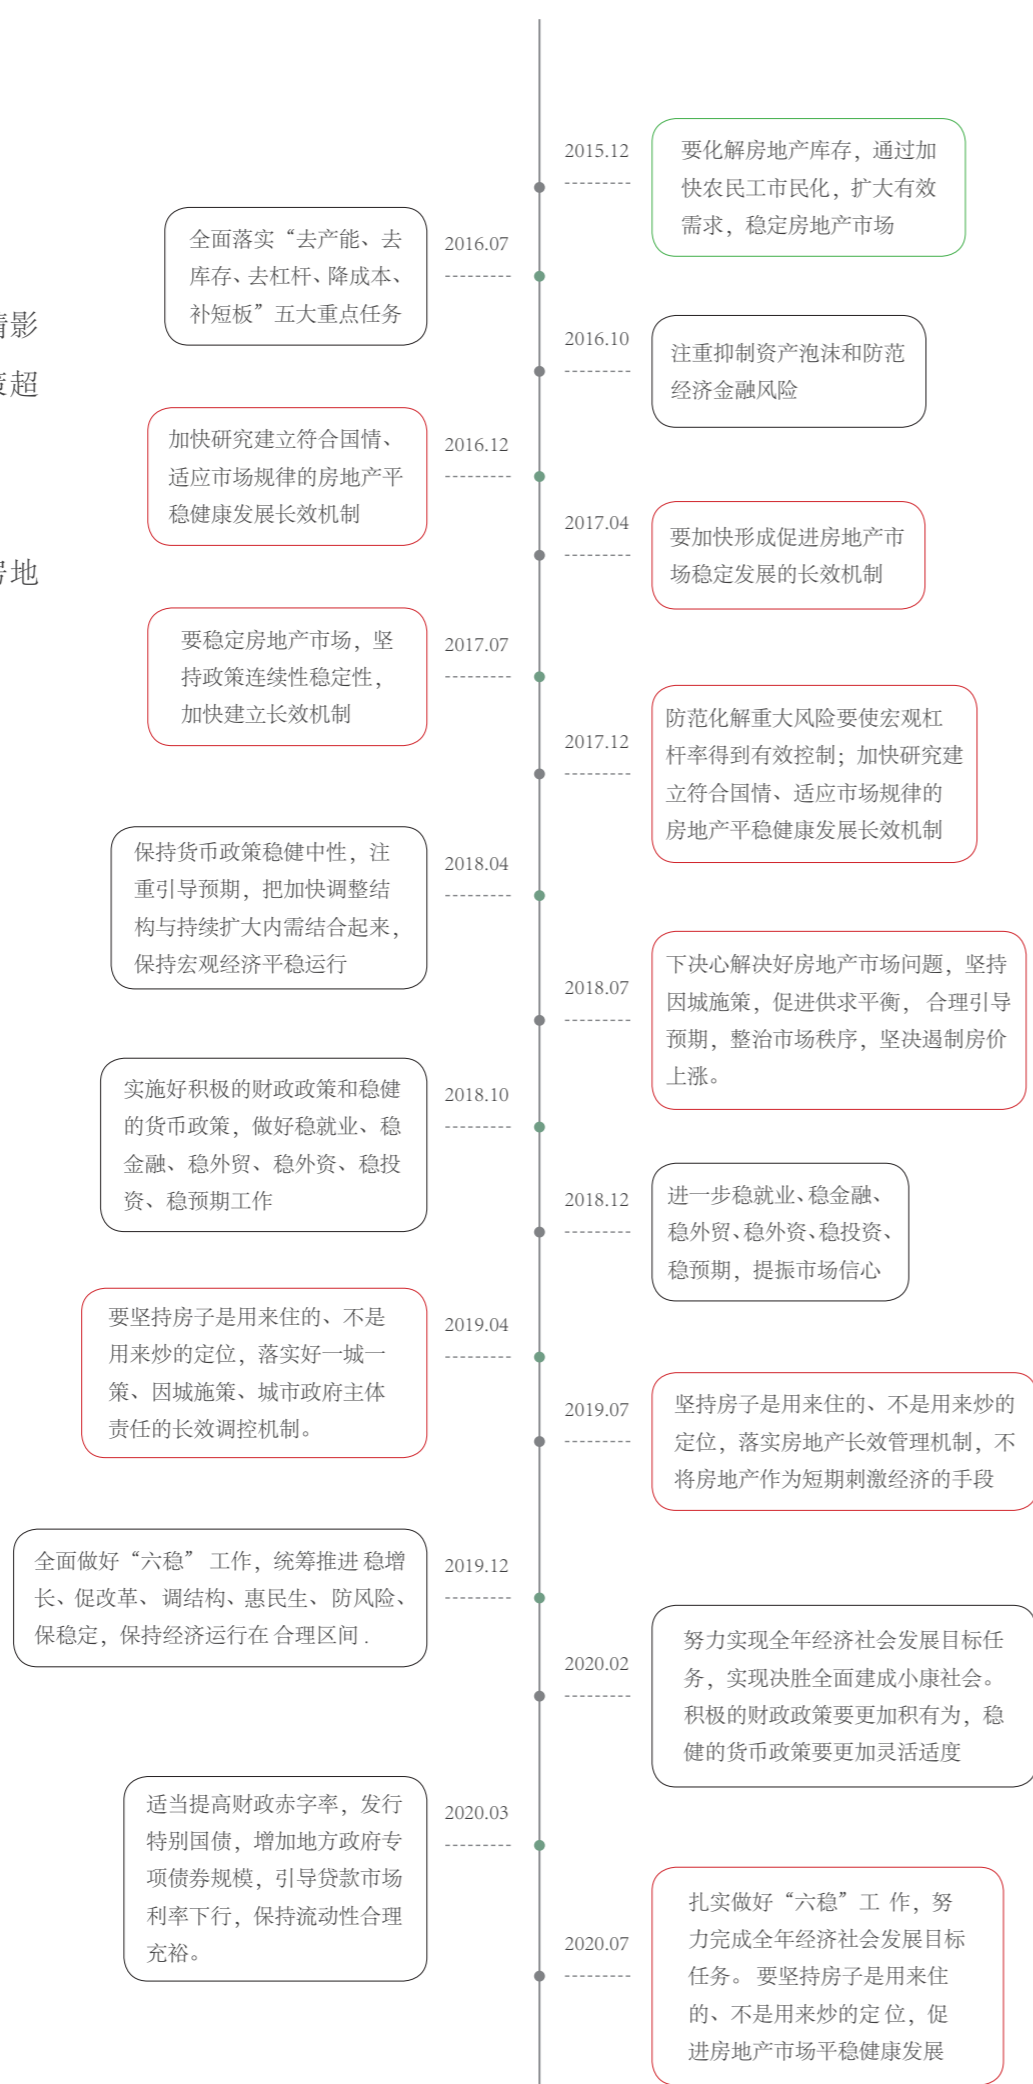 2015.12
要化解房地产库存，通过加
快农民工市民化，扩大有效
需求，稳定房地产市场
2016.07
全面落实“去产能、去
库存、去杠杆、降成本、
补短板”五大重点任务
情影
策超
2016.10
注重抑制资产泡沫和防范
经济金融风险
2016.12
加快研究建立符合国情、
适应市场规律的房地产平
稳健康发展长效机制
2017.04
要加快形成促进房地产市
场稳定发展的长效机制
房地
2017.07
要稳定房地产市场，坚
持政策连续性稳定性，
加快建立长效机制
2017.12
防范化解重大风险要使宏观杠
杆率得到有效控制；加快研究建
立符合国情、适应市场规律的
房地产平稳健康发展长效机制
2018.04
保持货币政策稳健中性，注
重引导预期，把加快调整结
构与持续扩大内需结合起来，
保持宏观经济平稳运行
2018.07
下决心解决好房地产市场问题，坚持
因城施策，促进供求平衡， 合理引导
预期，整治市场秩序，坚决遏制房价
上涨。
2018.10
实施好积极的财政政策和稳健
的货币政策，做好稳就业、稳
金融、稳外贸、稳外资、稳投
资、稳预期工作
2018.12
进一步稳就业、稳金融、
稳外贸、稳外资、稳投资、
稳预期，提振市场信心
2019.04
要坚持房子是用来住的、不是
用来炒的定位，落实好一城一
策、因城施策、城市政府主体
责任的长效调控机制。
2019.07
坚持房子是用来住的、不是用来炒的
定位，落实房地产长效管理机制，不
将房地产作为短期刺激经济的手段
2019.12
全面做好“六稳” 工作，统筹推进 稳增
长、促改革、 调结构、惠民生、 防风险、
保稳定，保持经济运行在 合理区间 .
2020.02
努力实现全年经济社会发展目标任
务，实现决胜全面建成小康社会。
积极的财政政策要更加积有为，稳
健的货币政策要更加灵活适度
2020.03
适当提高财政赤字率，发行
特别国债，增加地方政府专
项债券规模，引导贷款市场
利率下行，保持流动性合理
充裕。
2020.07
扎实做好“六稳”工 作，努
力完成全年经济社会发展目标
任务。 要坚持房子是用来住
的、不是用来炒的定 位，促
进房地产市场平稳健康发展